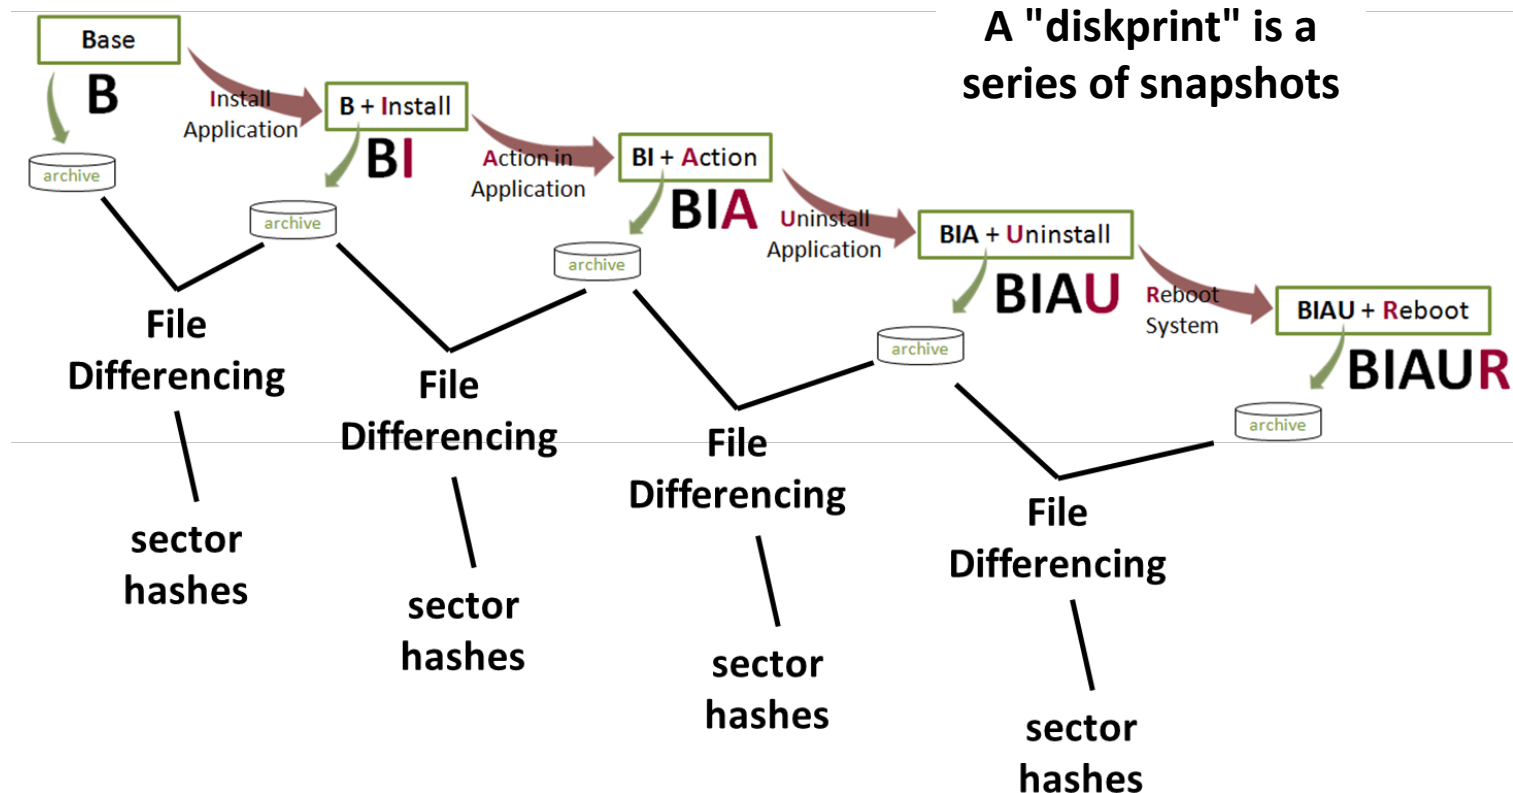 A "diskprint" is a
series of snapshots
Base
B
archive
Install
Application
B + Install
BI
archive
Action in
Application
BI + Action
BIA
archive
Uninstall
Application
BIA + Uninstall
BIAU
archive
Reboot
System
BIAU + Reboot
BIAUR
archive
File
Differencing
sector
hashes
File
Differencing
sector
hashes
File
Differencing
sector
hashes
File
Differencing
sector
hashes